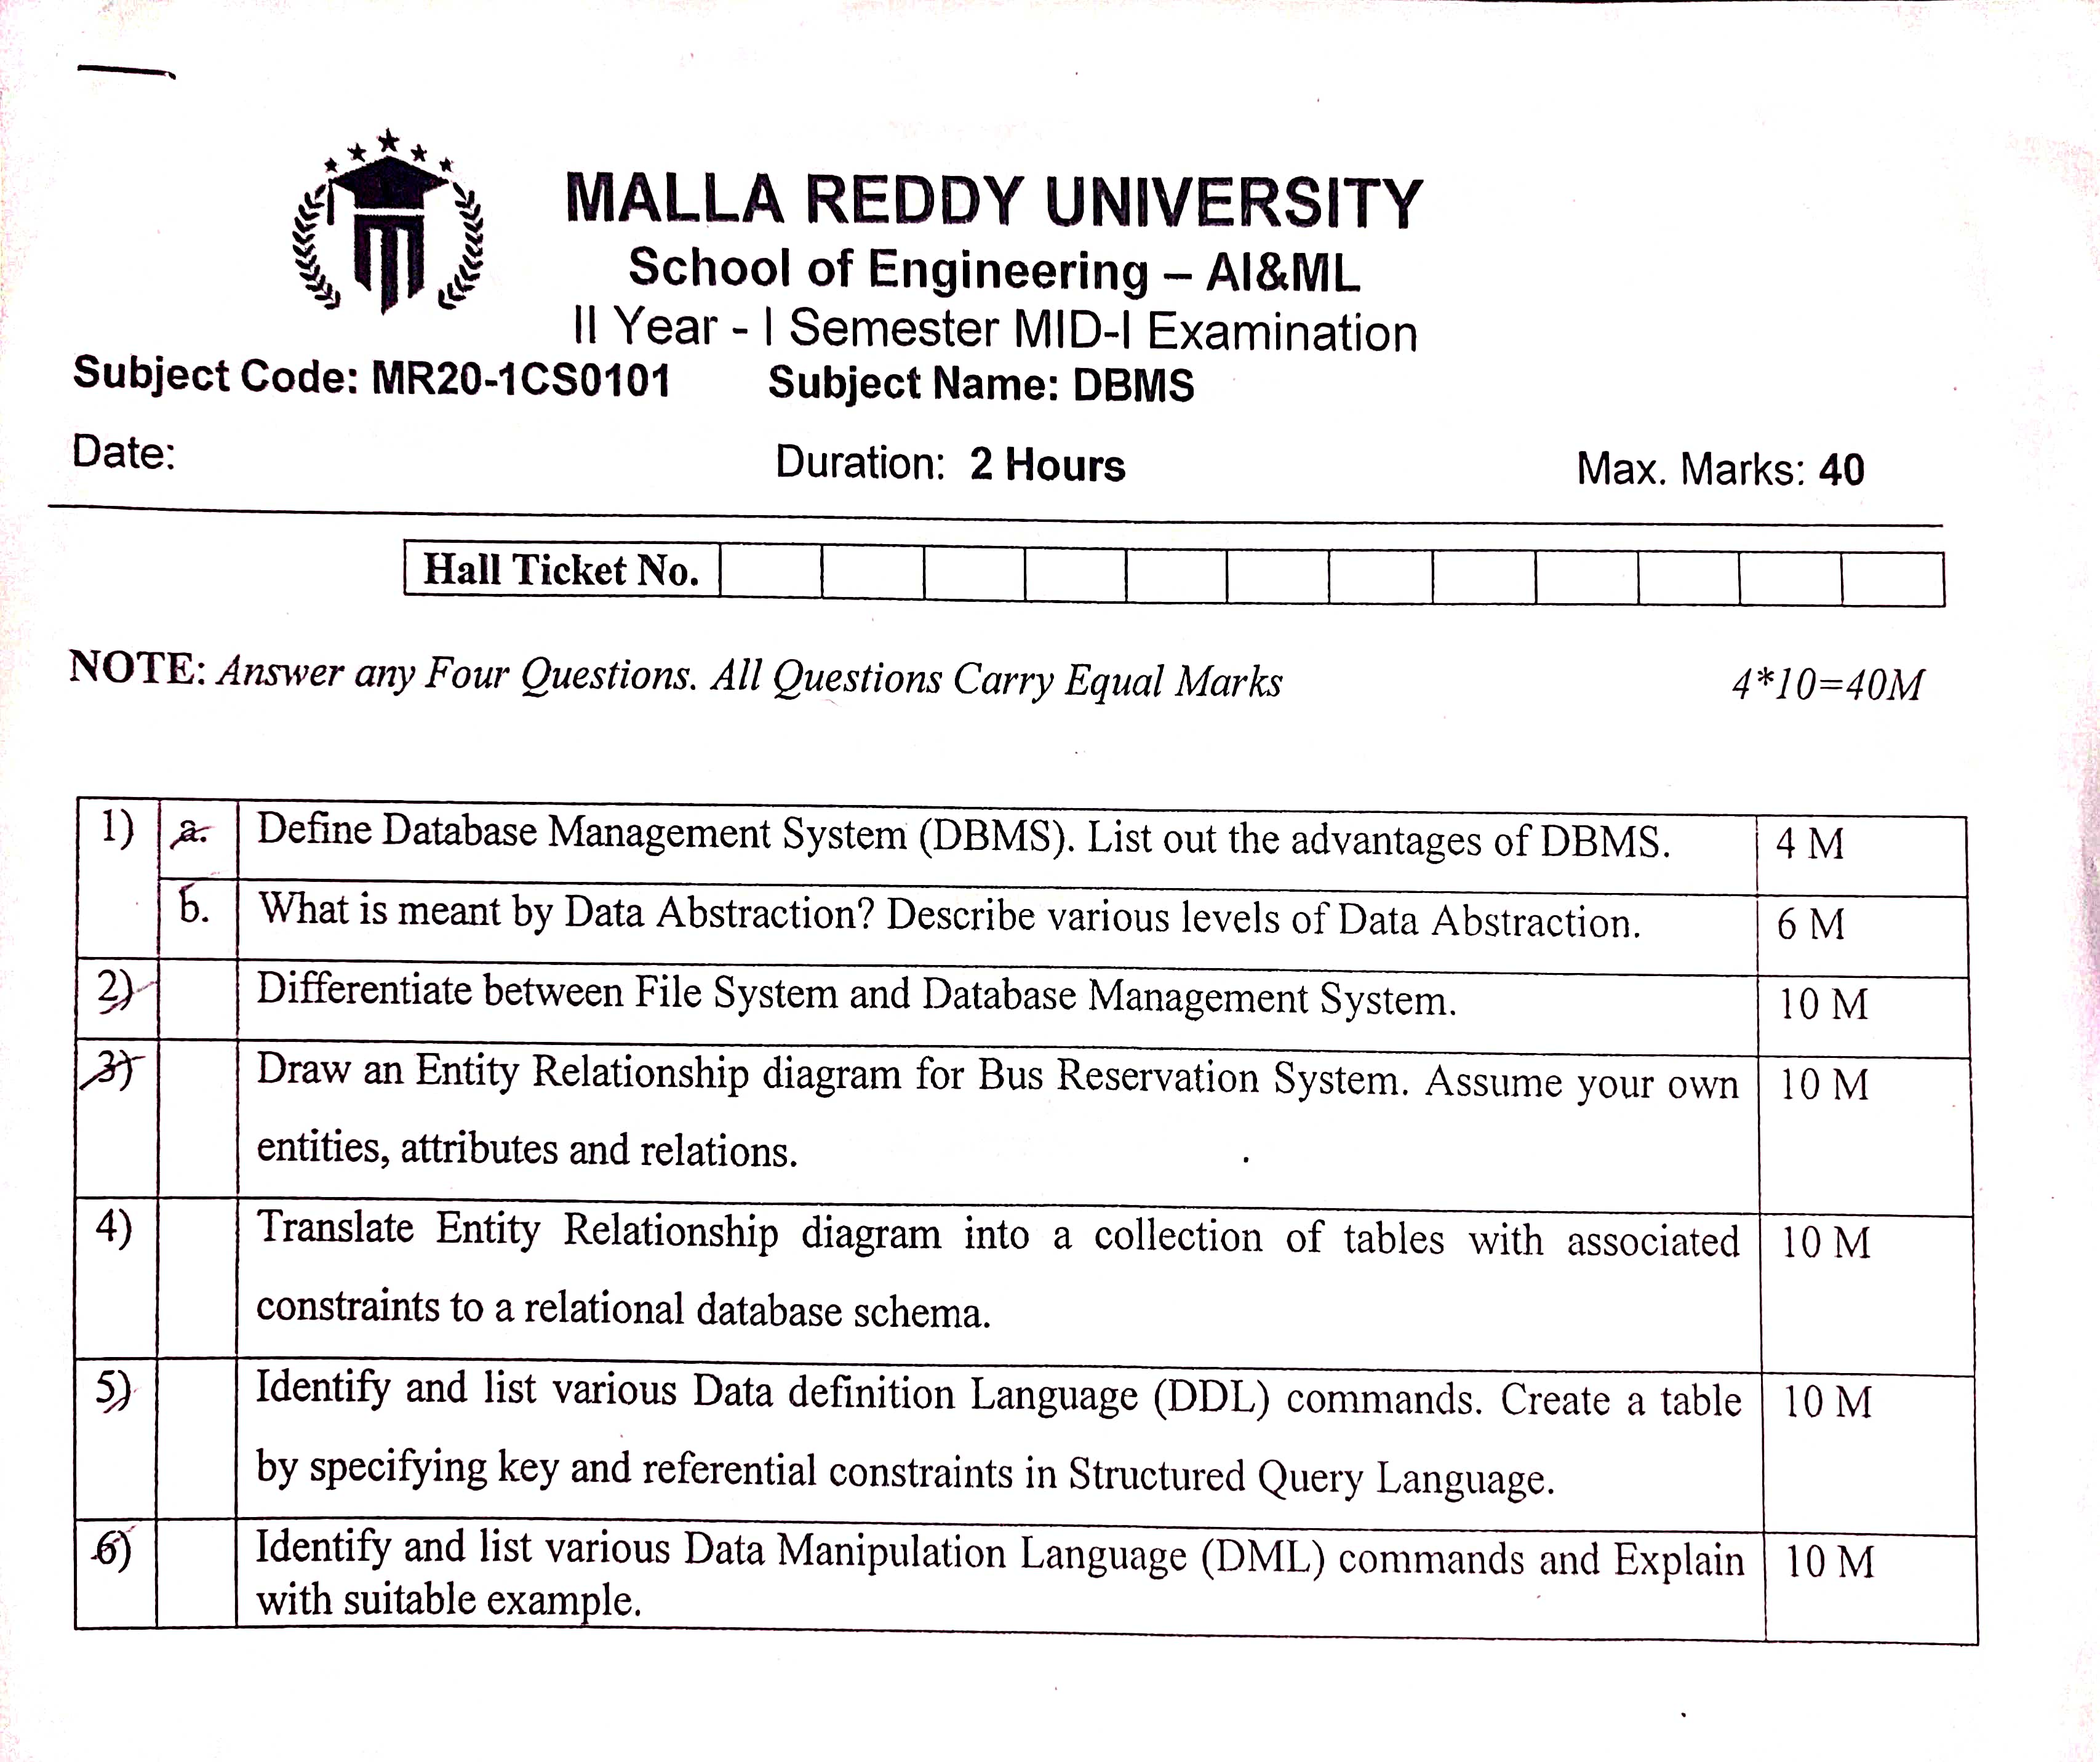 MALLA REDDY UNIVERSITY
School of Engineering – AI&ML
II Year - I Semester MID-I Examination
Subject Code: MR20-1CS0101 Subject Name: DBMS
Date: Duration: 2 Hours Max. Marks: 40
Hall Ticket No.
NOTE: Answer any Four Questions. All Questions Carry Equal Marks 4*10=40M
1) a. Define Database Management System (DBMS). List out the advantages of DBMS. 4 M
b. What is meant by Data Abstraction? Describe various levels of Data Abstraction. 6 M
2) Differentiate between File System and Database Management System. 10 M
3) Draw an Entity Relationship diagram for Bus Reservation System. Assume your own 10 M
entities, attributes and relations.
4) Translate Entity Relationship diagram into a collection of tables with associated 10 M
constraints to a relational database schema.
5) Identify and list various Data definition Language (DDL) commands. Create a table 10 M
by specifying key and referential constraints in Structured Query Language.
6) Identify and list various Data Manipulation Language (DML) commands and Explain 10 M
with suitable example.